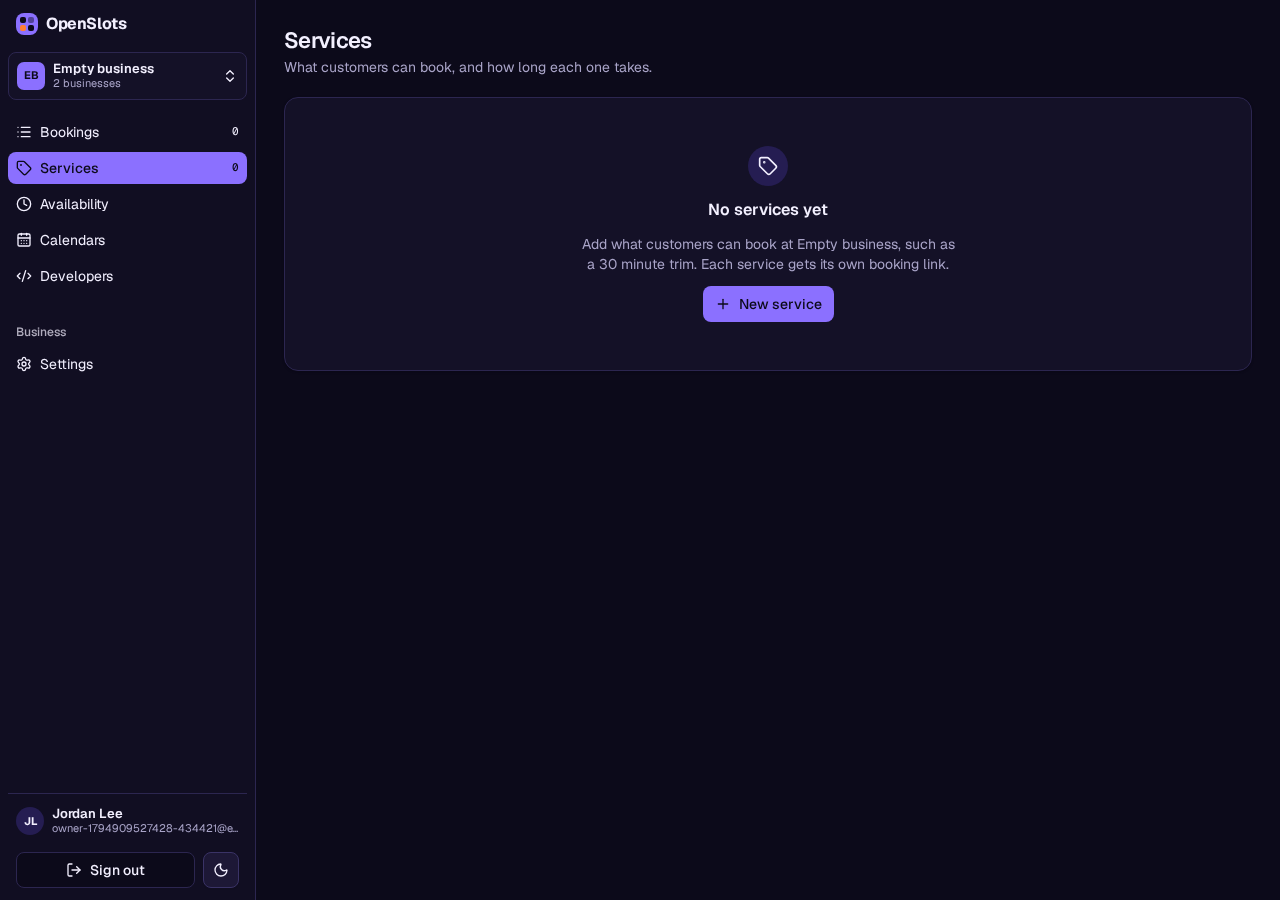 OpenSlots
EB
Empty business
2 businesses
Bookings 0
Services 0
Availability
Calendars
Developers
Business
Settings
JL
Jordan Lee
owner-1794909527428-434421@e…
Sign out
Services
What customers can book, and how long each one takes.
No services yet
Add what customers can book at Empty business, such as
a 30 minute trim. Each service gets its own booking link.
New service